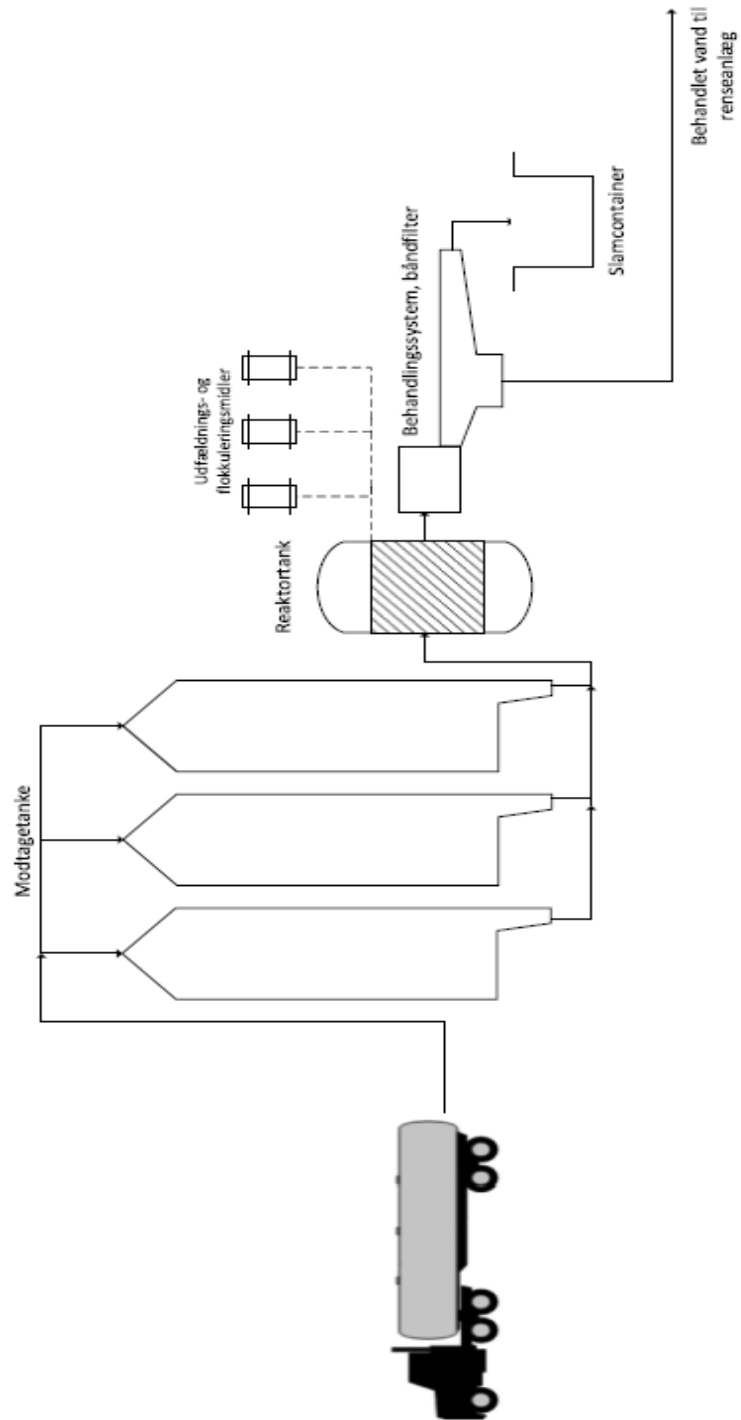 Modtagetanke
Reaktortank
Udfældnings- og
flokkuleringsmidler
Behandlingssystem, båndfilter
Slamcontainer
Behandlet vand til
renseanlæg